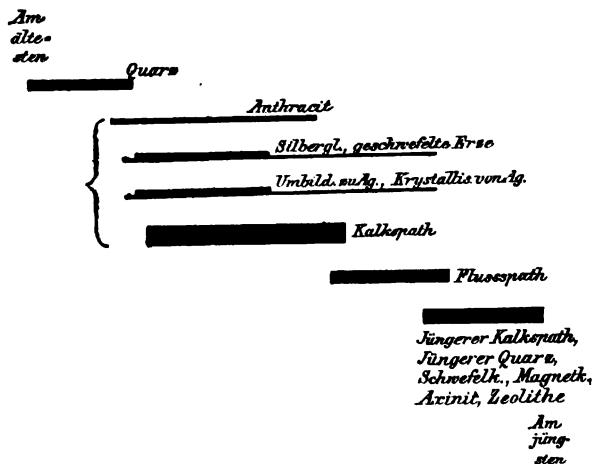 Am
älte-
sten
Quarz
Anthracit
Silbergl., geschwefelte Erze
Umbild. zu Ag., Krystallis. von Ag.
Kalkspath
Flussspath
Jüngerer Kalkspath,
Jüngerer Quarz,
Schwefelk., Magnetk.,
Axinit, Zeolithe
Am
jüng-
sten